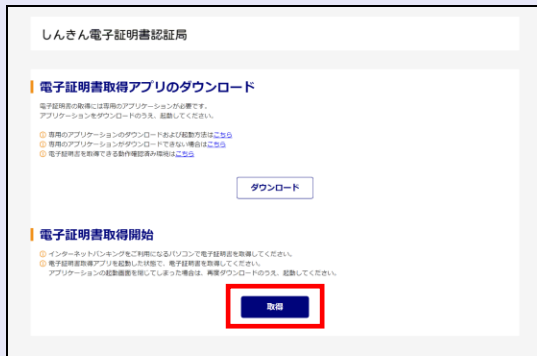 しんきん電子証明書認証局
電子証明書取得アプリのダウンロード
電子証明書の取得には専用のアプリケーションが必要です。
アプリケーションをダウンロードのうえ、起動してください。
専用のアプリケーションのダウンロードおよび起動方法はこちら
専用のアプリケーションがダウンロードできない場合はこちら
電子証明書を取得できる動作確認済み環境はこちら
ダウンロード
電子証明書取得開始
インターネットバンキングをご利用になるパソコンで電子証明書を取得してください。
電子証明書取得アプリを起動した状態で、電子証明書を取得してください。
アプリケーションの起動画面を閉じてしまった場合は、再度ダウンロードのうえ、起動してください。
取得